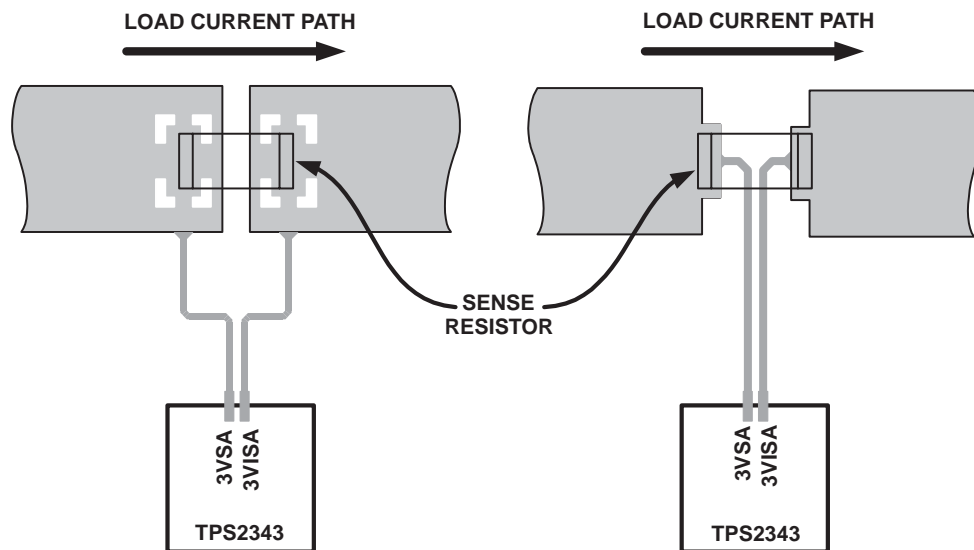 LOAD CURRENT PATH
LOAD CURRENT PATH
SENSE
RESISTOR
3VSA
3VISA
TPS2343
3VSA
3VISA
TPS2343